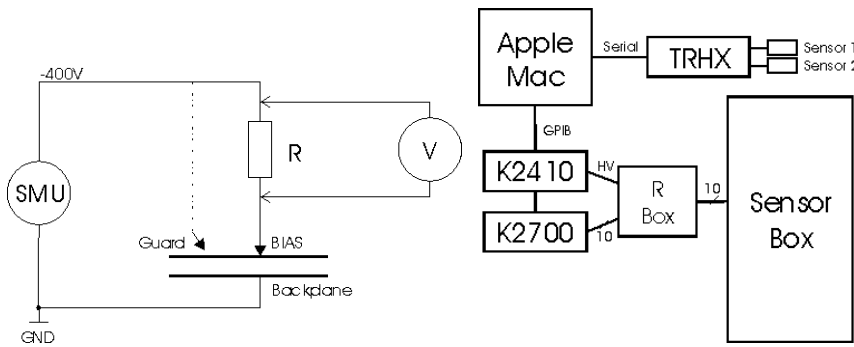 -400V
SMU
R
V
Guard
BIAS
Backplane
GND
Apple
Mac
Serial
TRHX
Sensor 1
Sensor 2
GPIB
K2410
HV
K2700
10
R
Box
10
Sensor
Box